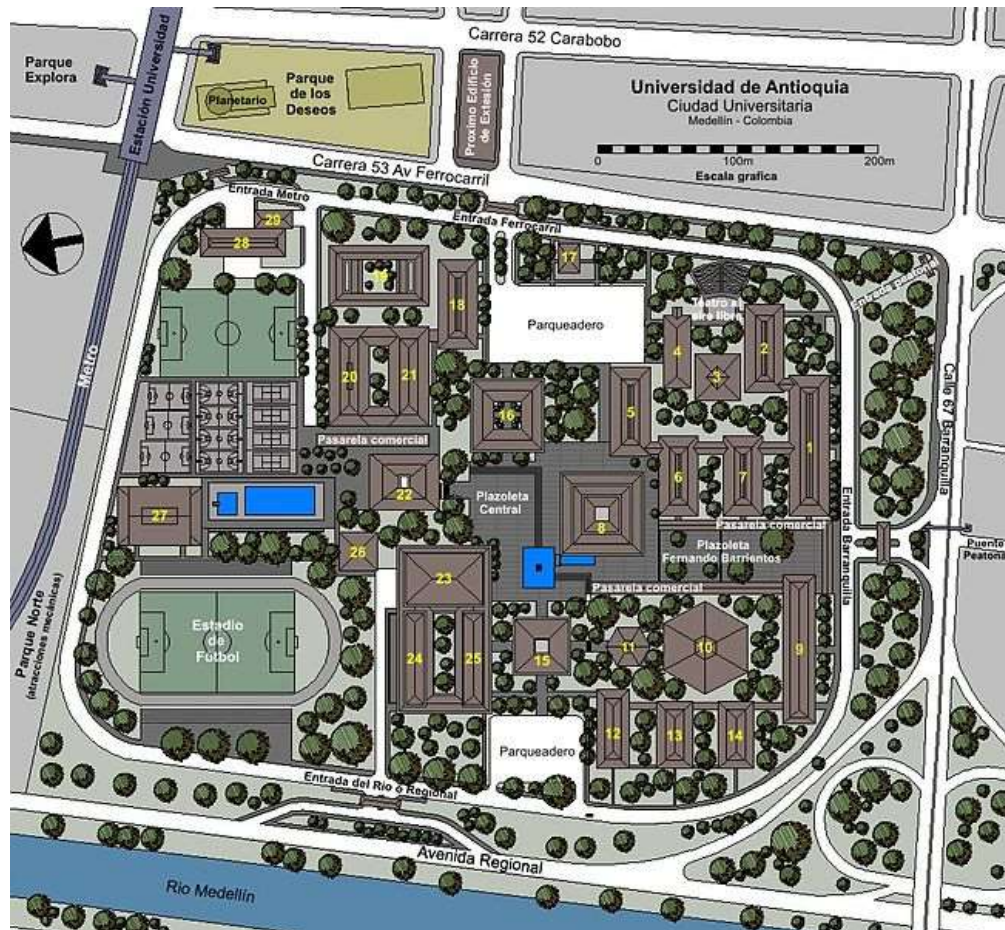 Carrera 52 Carabobo
Parque
Explora
Estación Universidad
Planetario
Parque
de los
Deseos
Proximo Edificio
de Extesión
Universidad de Antioquia
Ciudad Universitaria
Medellin - Colombia
0 100m 200m
Escala grafica
Carrera 53 Av Ferrocarril
Entrada Metro
Entrada Ferrocarril
Entrada Peatonal
29
28
19
18
17
Parqueadero
Teatro al
aire libre
4
3
2
1
Metro
20
21
16
5
6
7
Calle 67 Barranquilla
Pasarela comercial
22
Plazoleta
Central
8
Pasarela comercial
Plazoleta
Fernando Barrientos
Entrada Barranquilla
Puente
Peatonal
27
26
23
Pasarela comercial
Parque Norte
(atracciones mecánicas)
Estadio
de
Fútbol
24
25
15
11
10
9
12
13
14
Parqueadero
Entrada del Río ó Regional
Avenida Regional
Rio Medellín